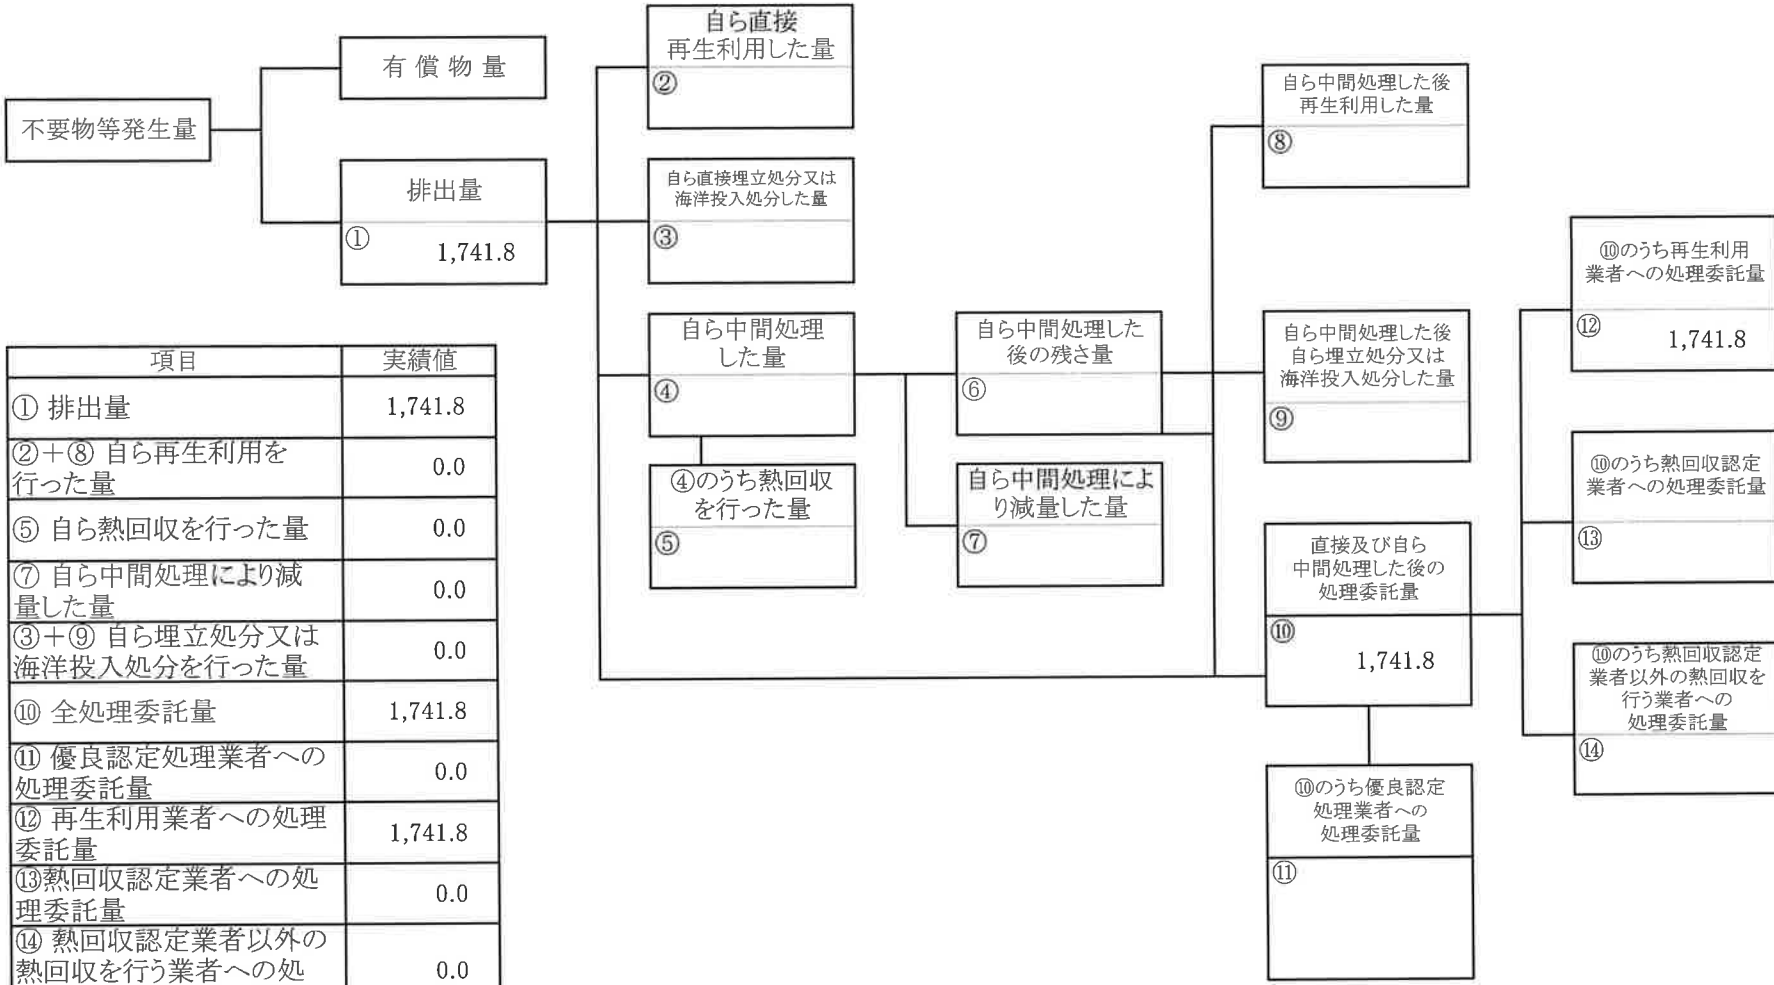 不要物等発生量
有 償 物 量
排出量
①
1,741.8
自ら直接
再生利用した量
②
自ら直接埋立処分又は
海洋投入処分した量
③
自ら中間処理
した量
④
④のうち熱回収
を行った量
⑤
自ら中間処理した
後の残さ量
⑥
自ら中間処理によ
り減量した量
⑦
自ら中間処理した後
再生利用した量
⑧
自ら中間処理した後
自ら埋立処分又は
海洋投入処分した量
⑨
直接及び自ら
中間処理した後の
処理委託量
⑩
1,741.8
⑩のうち優良認定
処理業者への
処理委託量
⑪
⑩のうち再生利用
業者への処理委託量
⑫
1,741.8
⑩のうち熱回収認定
業者への処理委託量
⑬
⑩のうち熱回収認定
業者以外の熱回収を
行う業者への
処理委託量
⑭
項目 実績値
① 排出量 1,741.8
②＋⑧ 自ら再生利用を
行った量 0.0
⑤ 自ら熱回収を行った量 0.0
⑦ 自ら中間処理により減
量した量 0.0
③＋⑨ 自ら埋立処分又は
海洋投入処分を行った量 0.0
⑩ 全処理委託量 1,741.8
⑪ 優良認定処理業者への
処理委託量 0.0
⑫ 再生利用業者への処理
委託量 1,741.8
⑬熱回収認定業者への処
理委託量 0.0
⑭ 熱回収認定業者以外の
熱回収を行う業者への処 0.0